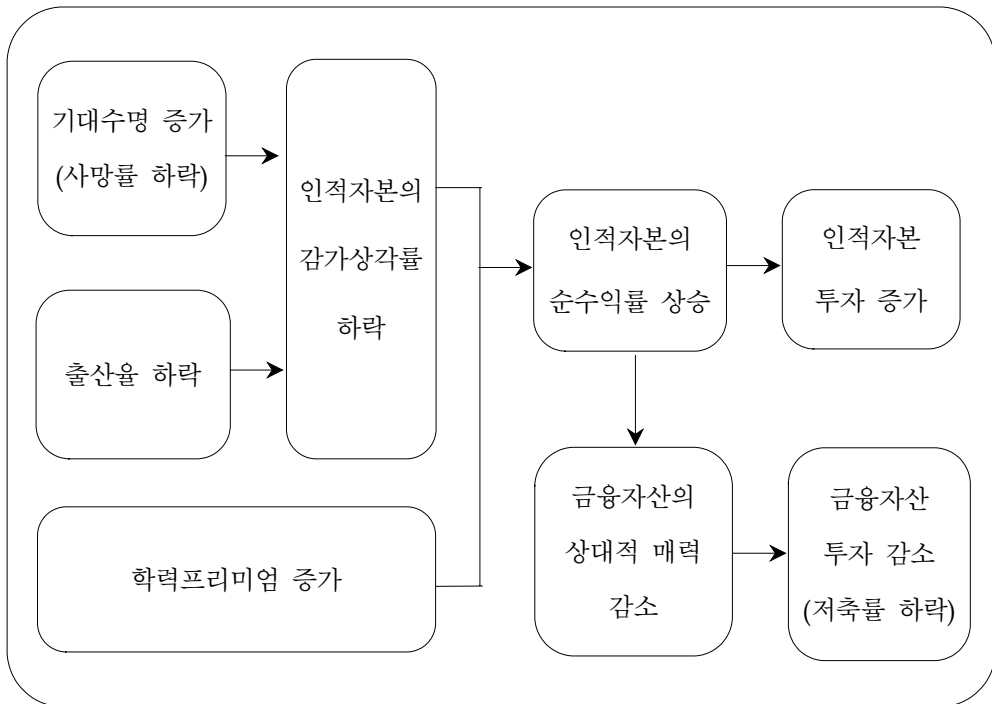 기대수명 증가
(사망률 하락)
출산율 하락
인적자본의
감가상각률
하락
학력프리미엄 증가
인적자본의
순수익률 상승
인적자본
투자 증가
금융자산의
상대적 매력
감소
금융자산
투자 감소
(저축률 하락)